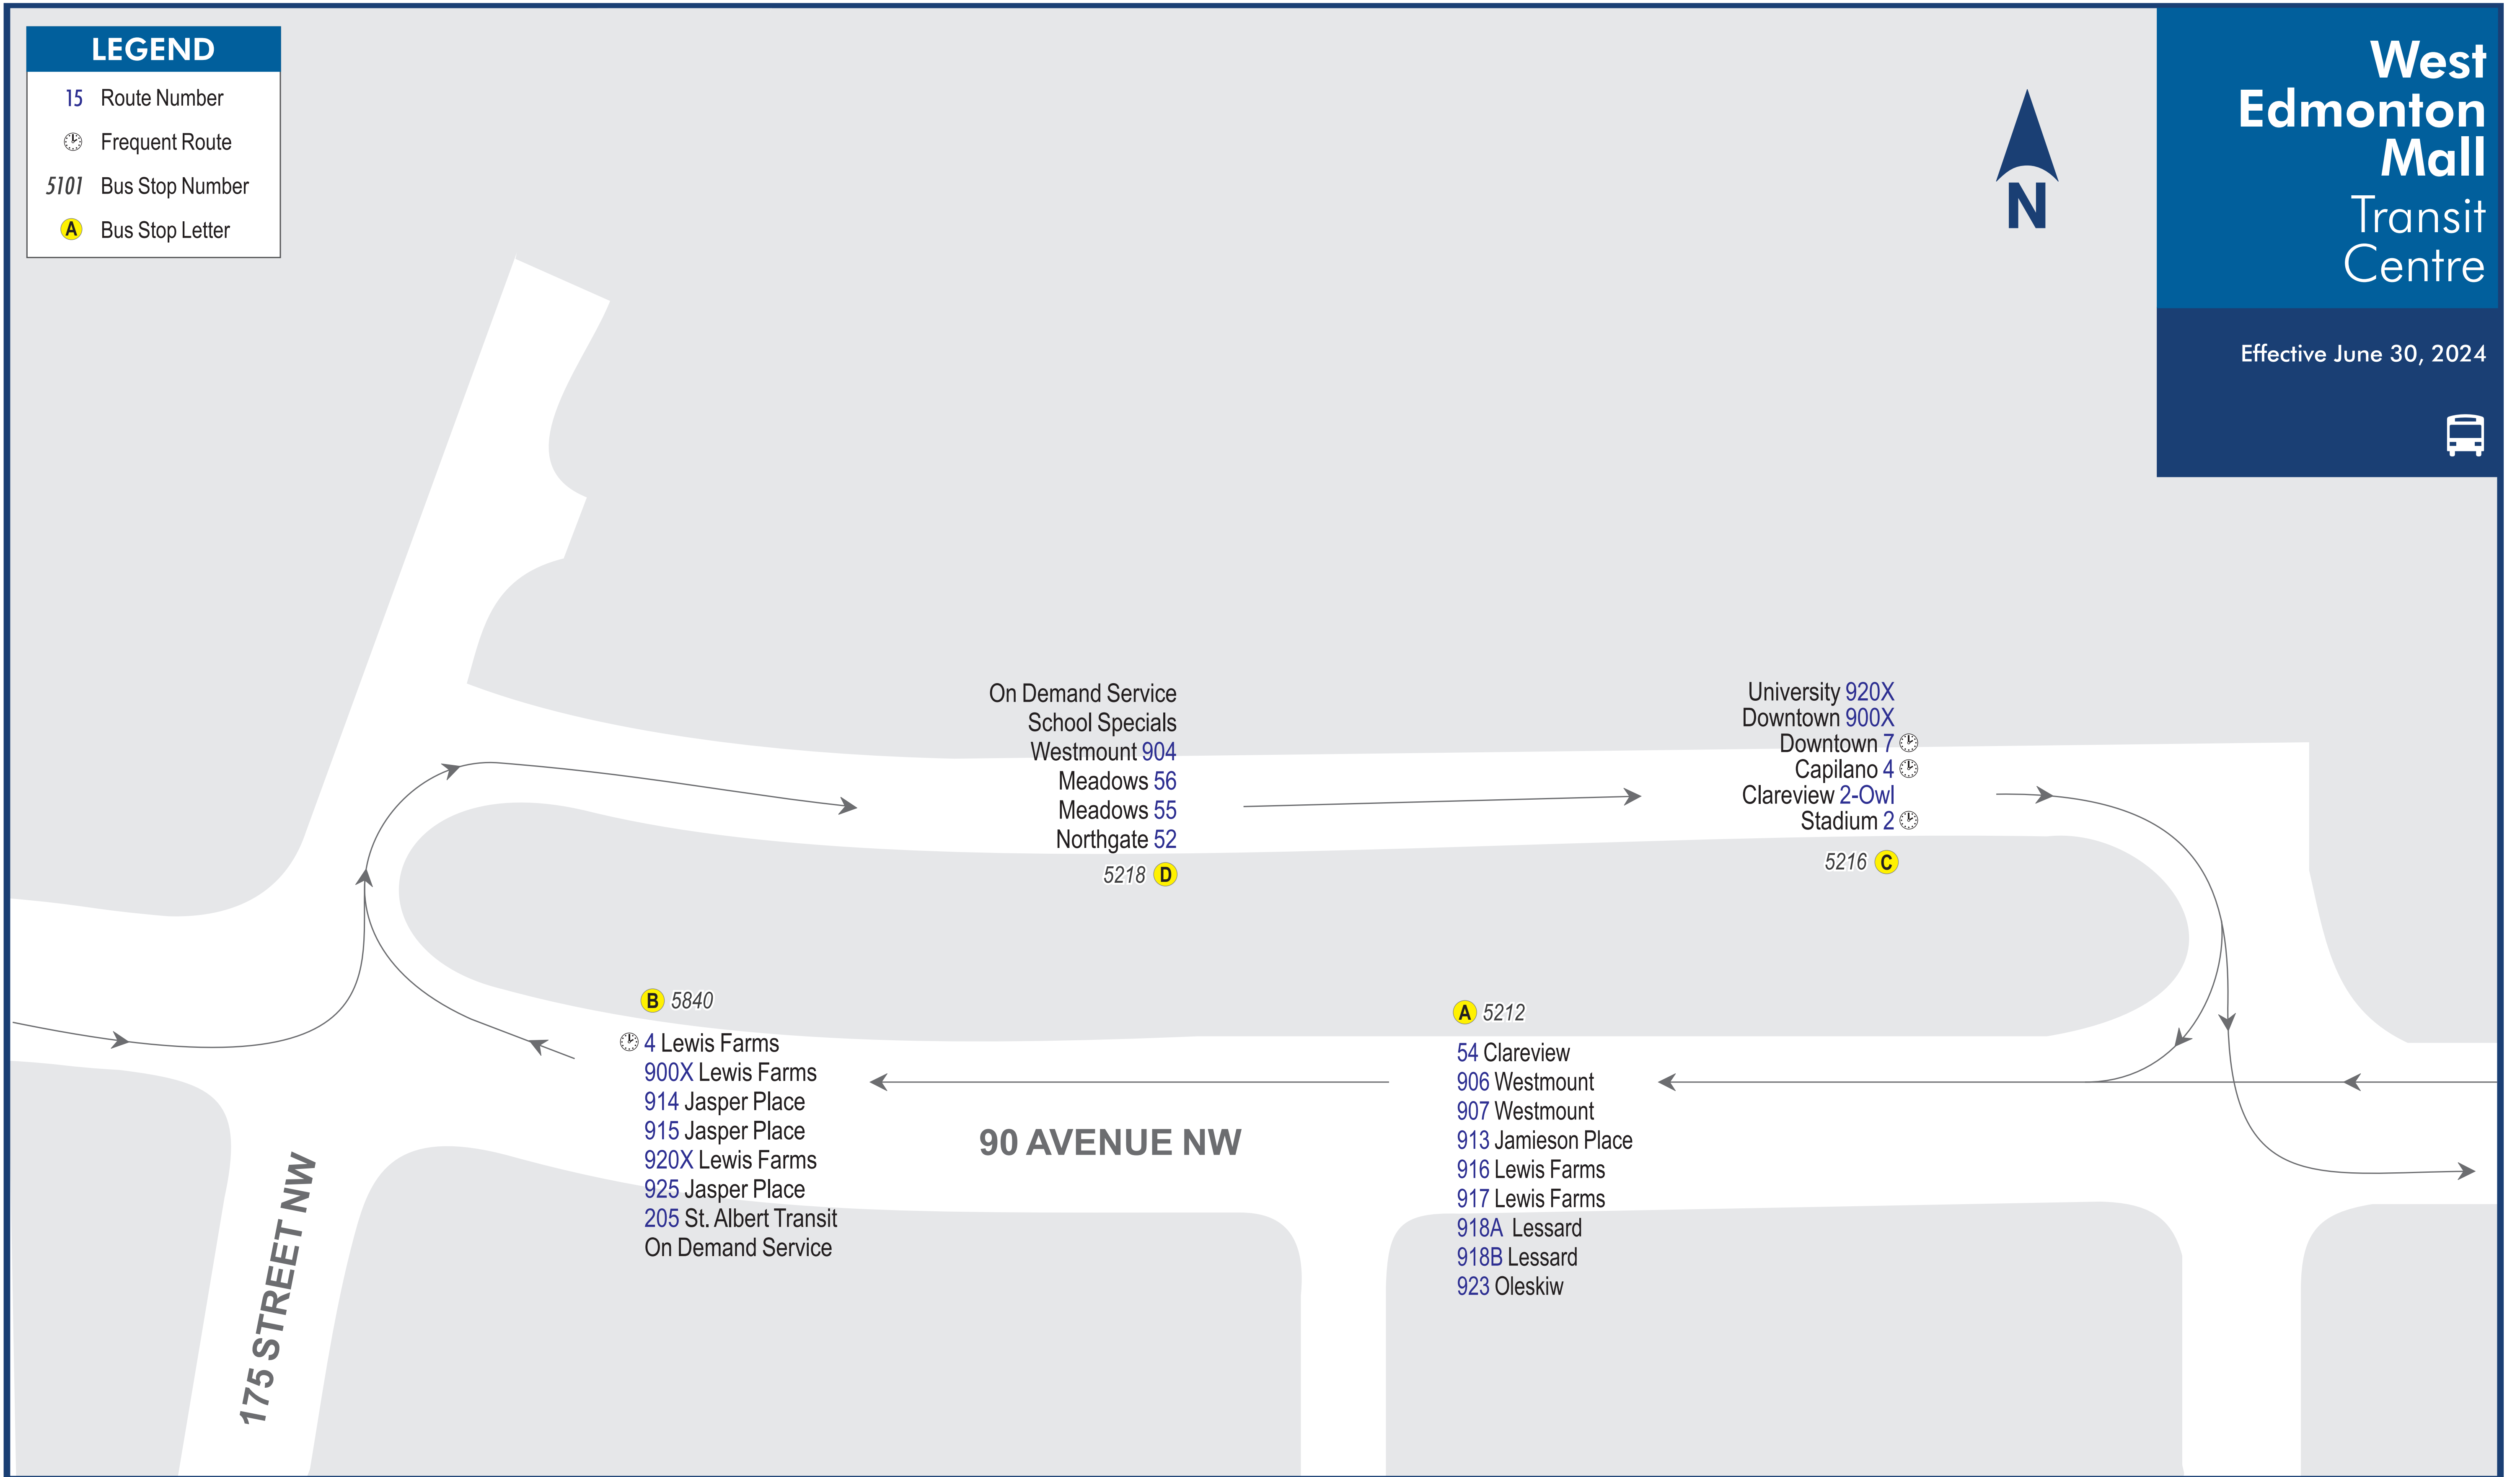 LEGEND
15 Route Number
Frequent Route
5101 Bus Stop Number
A Bus Stop Letter
West
Edmonton
Mall
Transit
Centre
Effective June 30, 2024
N
On Demand Service
School Specials
Westmount 904
Meadows 56
Meadows 55
Northgate 52
5218 D
University 920X
Downtown 900X
Downtown 7
Capilano 4
Clareview 2-Owl
Stadium 2
5216 C
B 5840
4 Lewis Farms
900X Lewis Farms
914 Jasper Place
915 Jasper Place
920X Lewis Farms
925 Jasper Place
205 St. Albert Transit
On Demand Service
A 5212
54 Clareview
906 Westmount
907 Westmount
913 Jamieson Place
916 Lewis Farms
917 Lewis Farms
918A Lessard
918B Lessard
923 Oleskiw
90 AVENUE NW
175 STREET NW